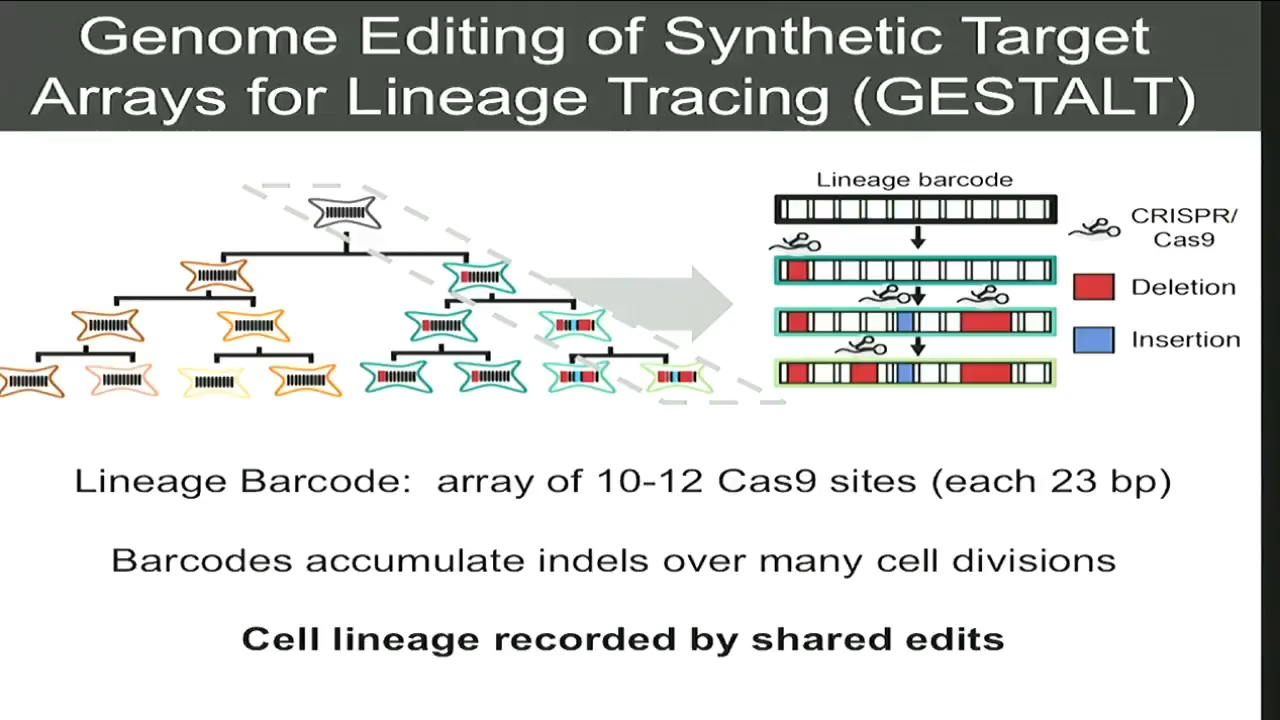 Genome Editing of Synthetic Target
Arrays for Lineage Tracing (GESTALT)
Lineage barcode
CRISPR/
Cas9
Deletion
Insertion
Lineage Barcode: array of 10-12 Cas9 sites (each 23 bp)
Barcodes accumulate indels over many cell divisions
Cell lineage recorded by shared edits